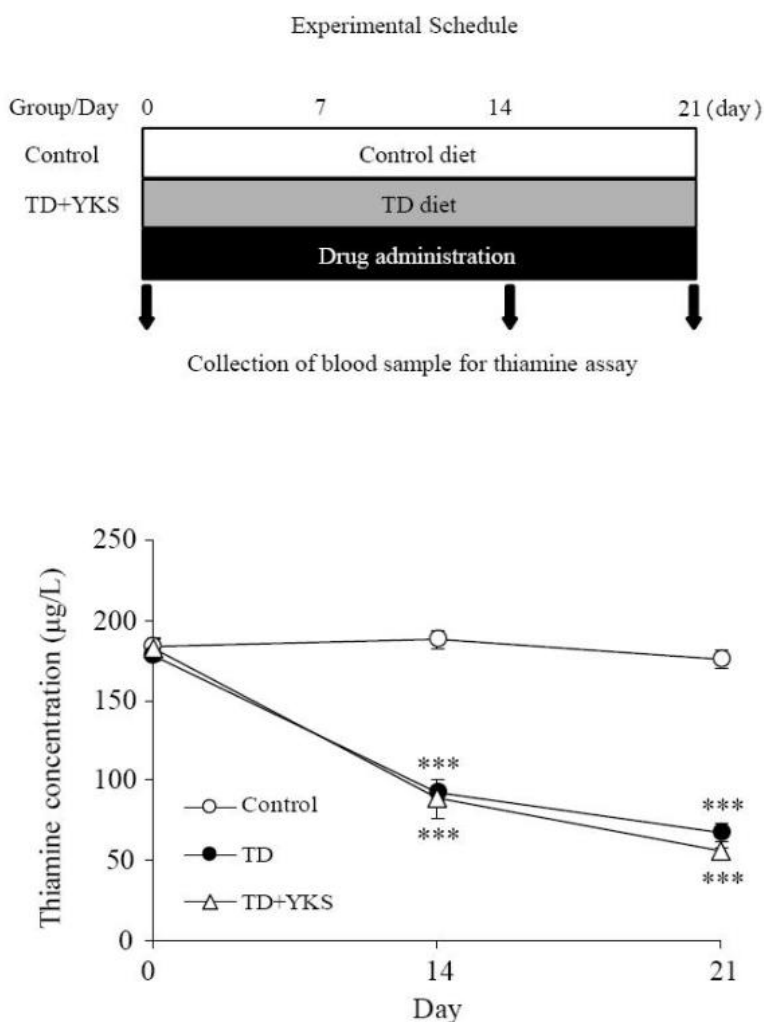 Experimental Schedule
Group/Day 0 7 14 21 (day)
Control Control diet
TD+YKS TD diet
Drug administration
Collection of blood sample for thiamine assay
250
200
150
100
50
0
Thiamine concentration (μg/L)
*** ***
*** ***
Control
TD
TD+YKS
0 14 21
Day